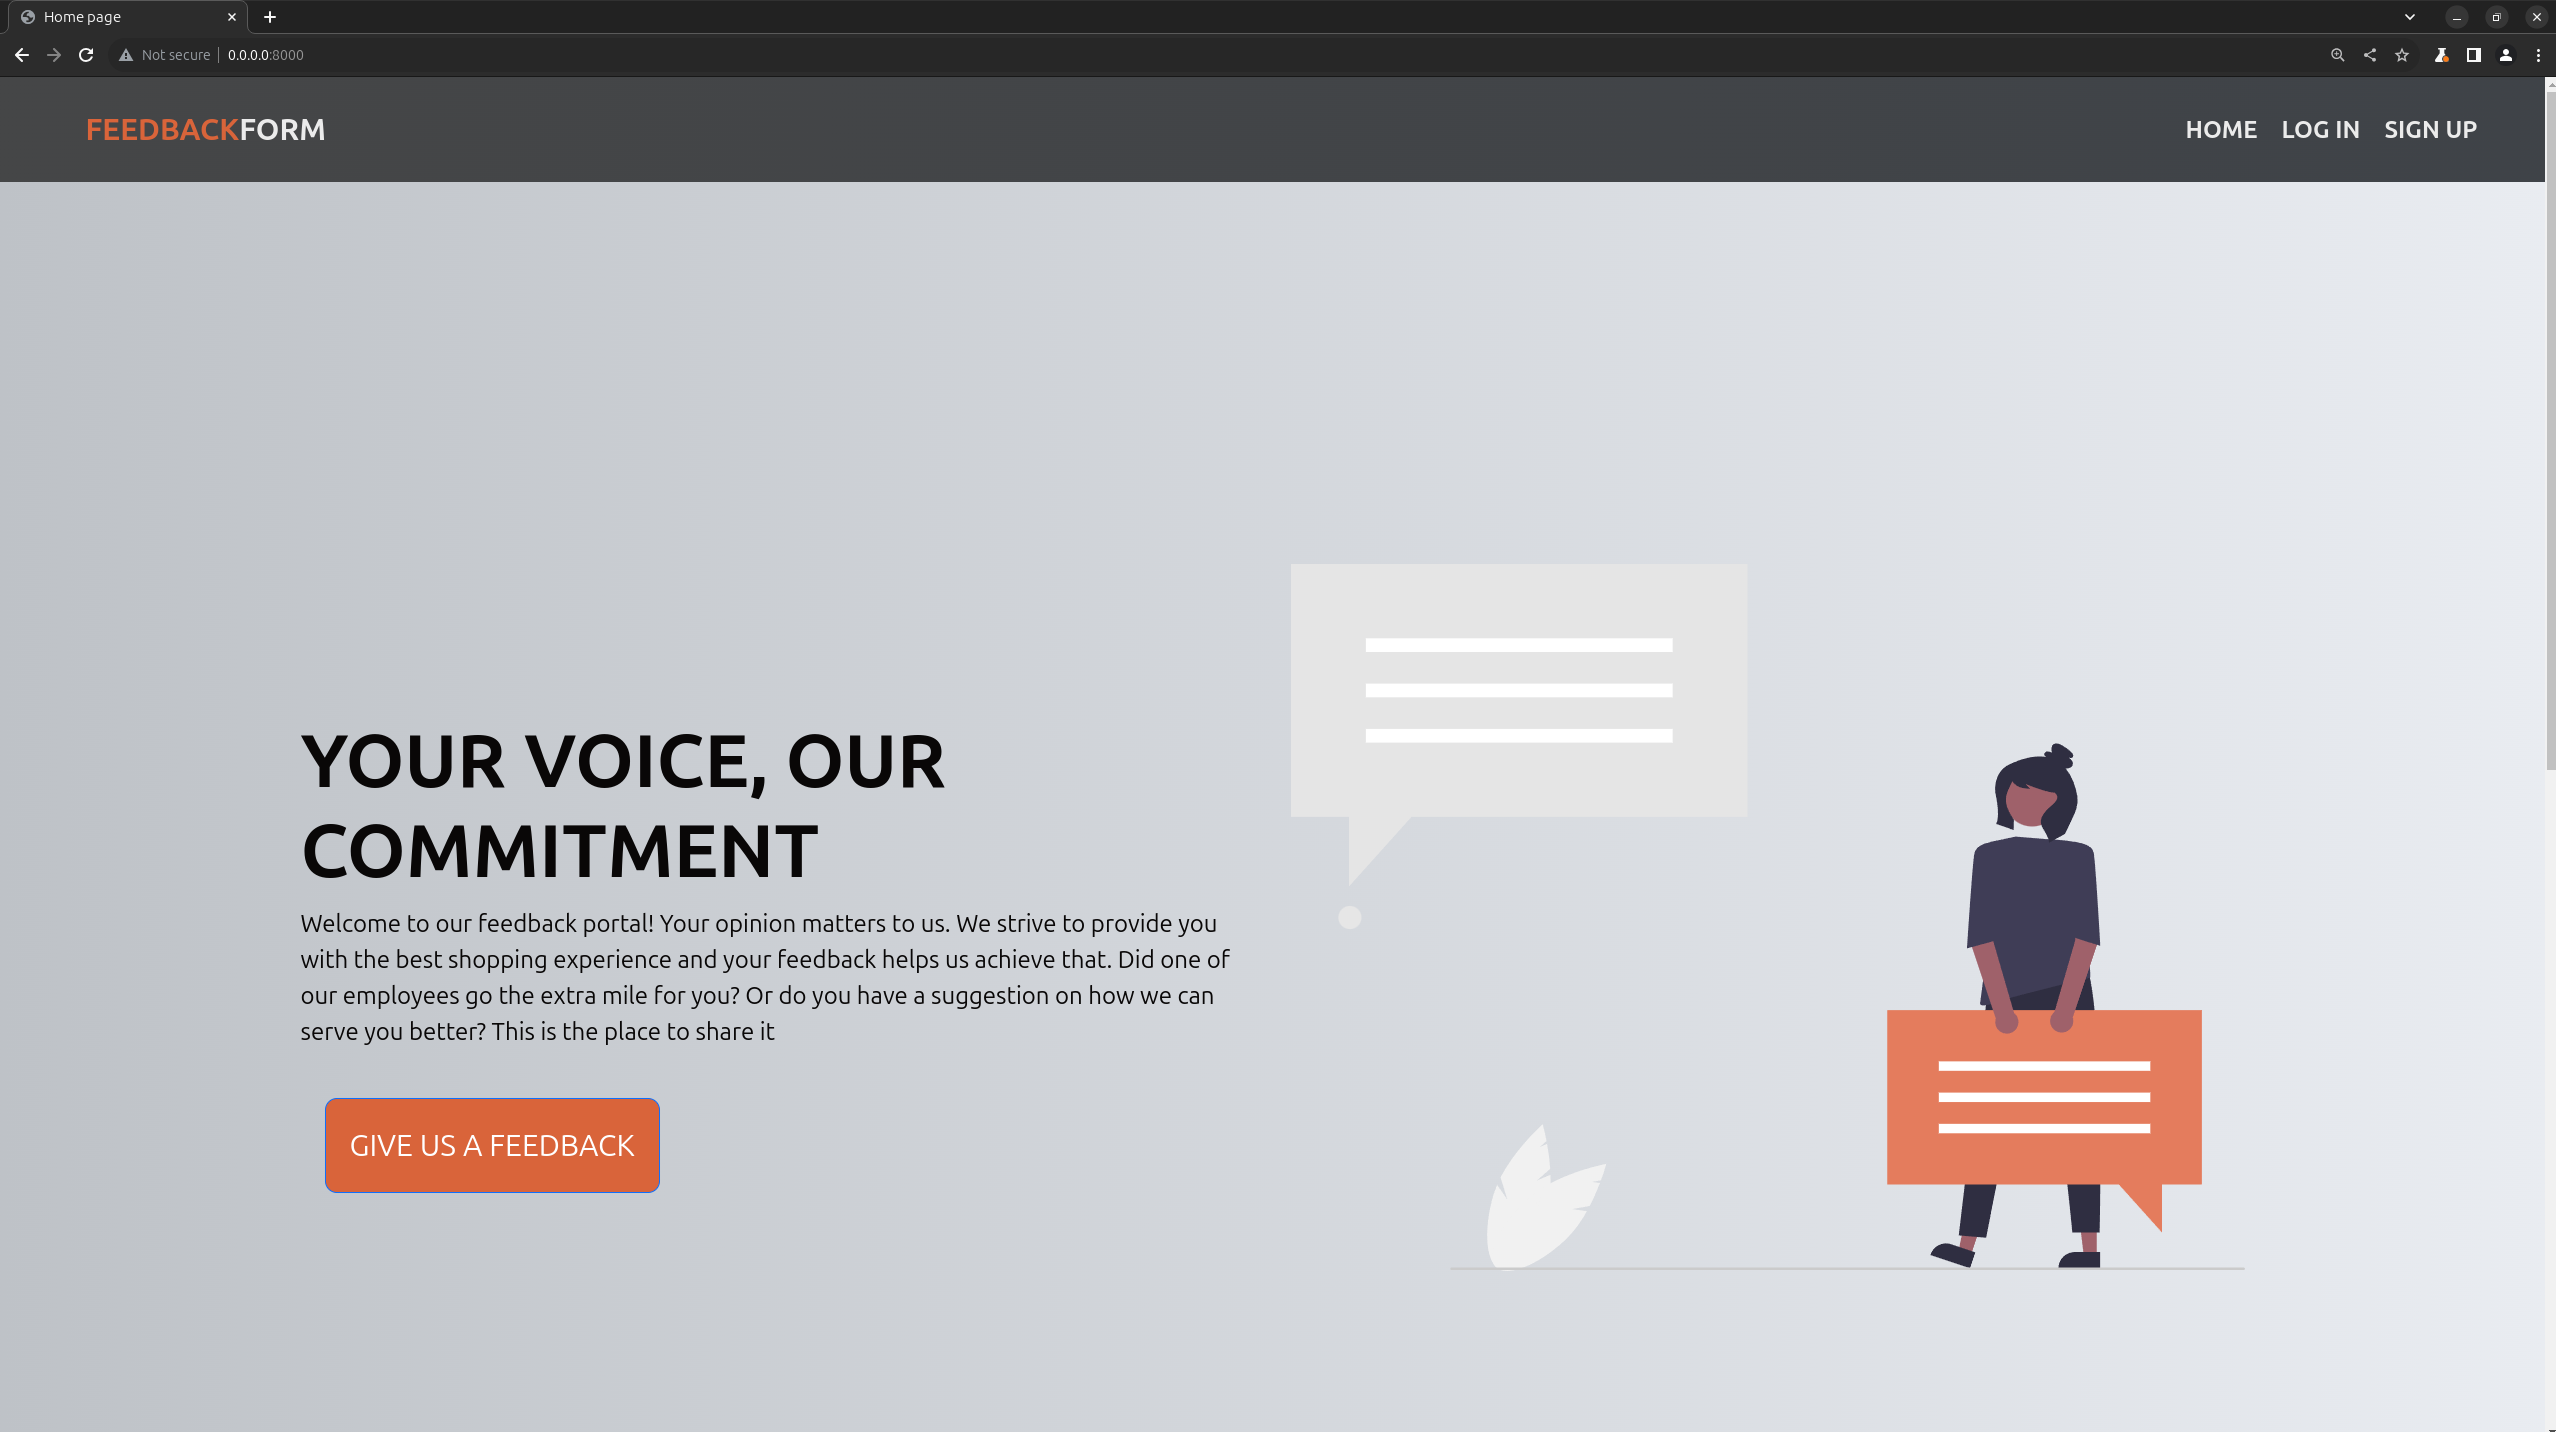 Home page
Not secure 0.0.0.0:8000
FEEDBACKFORM
HOME LOG IN SIGN UP
YOUR VOICE, OUR
COMMITMENT
Welcome to our feedback portal! Your opinion matters to us. We strive to provide you
with the best shopping experience and your feedback helps us achieve that. Did one of
our employees go the extra mile for you? Or do you have a suggestion on how we can
serve you better? This is the place to share it
GIVE US A FEEDBACK